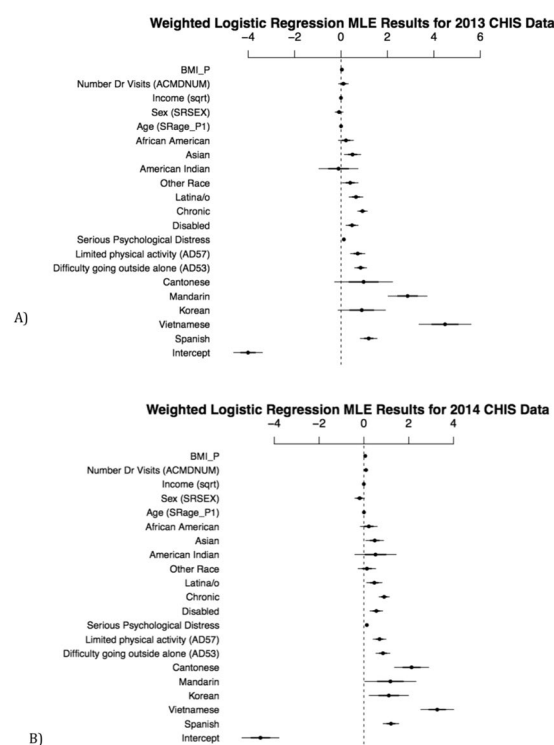 Weighted Logistic Regression MLE Results for 2013 CHIS Data
−4 −2 0 2 4 6
BMI_P
Number Dr Visits (ACMDNUM)
Income (sqrt)
Sex (SRSEX)
Age (SRage_P1)
African American
Asian
American Indian
Other Race
Latina/o
Chronic
Disabled
Serious Psychological Distress
Limited physical activity (AD57)
Difficulty going outside alone (AD53)
Cantonese
Mandarin
A)
Korean
Vietnamese
Spanish
Intercept
Weighted Logistic Regression MLE Results for 2014 CHIS Data
−4 −2 0 2 4
BMI_P
Number Dr Visits (ACMDNUM)
Income (sqrt)
Sex (SRSEX)
Age (SRage_P1)
African American
Asian
American Indian
Other Race
Latina/o
Chronic
Disabled
Serious Psychological Distress
Limited physical activity (AD57)
Difficulty going outside alone (AD53)
Cantonese
Mandarin
Korean
Vietnamese
Spanish
B)
Intercept